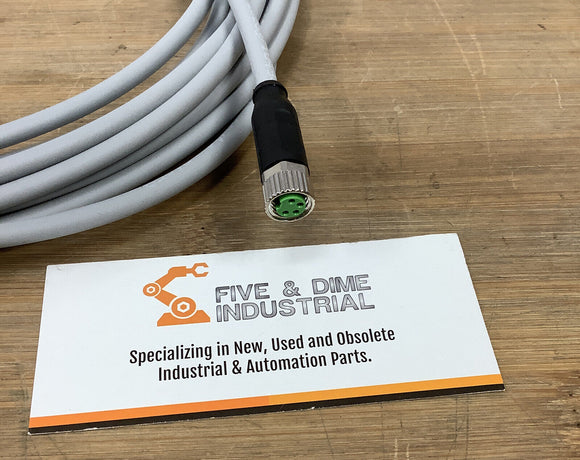 FIVE & DIME
INDUSTRIAL
Specializing in New, Used and Obsolete
Industrial & Automation Parts.